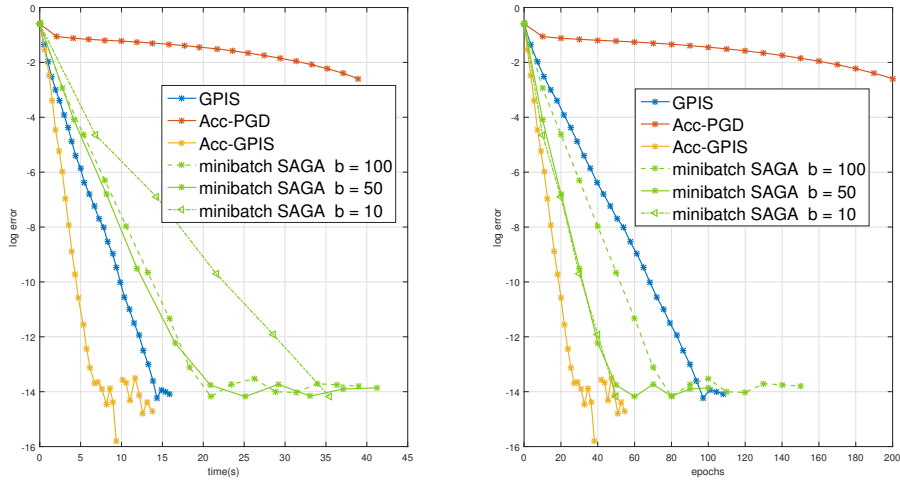 0
-2
-4
-6
-8
-10
-12
-14
-16
log error
0
5
10
15
20
25
30
35
40
45
time(s)
GPIS
Acc-PGD
Acc-GPIS
minibatch SAGA b = 100
minibatch SAGA b = 50
minibatch SAGA b = 10
0
-2
-4
-6
-8
-10
-12
-14
-16
log error
0
20
40
60
80
100
120
140
160
180
200
epochs
GPIS
Acc-PGD
Acc-GPIS
minibatch SAGA b = 100
minibatch SAGA b = 50
minibatch SAGA b = 10